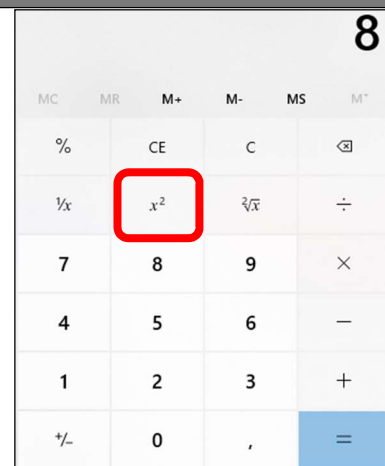 8
MC MR M+ M- MS M˅
% CE C ⌫
¹/x x² ²√x ÷
7 8 9 ×
4 5 6 −
1 2 3 +
+/− 0 , =